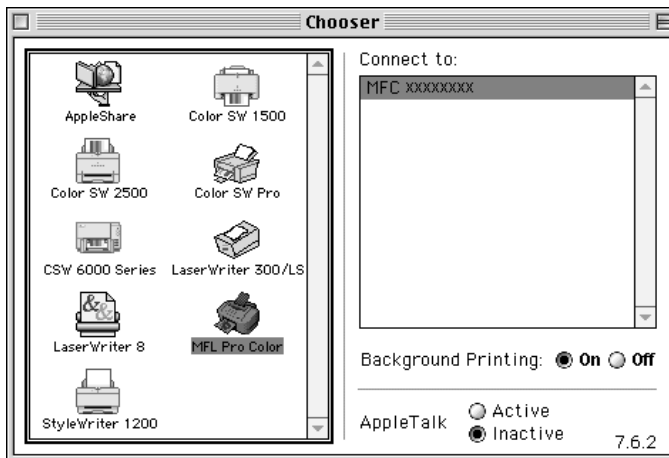 Chooser
AppleShare
Color SW 1500
Color SW 2500
Color SW Pro
CSW 6000 Series
LaserWriter 300/LS
LaserWriter 8
MFL Pro Color
StyleWriter 1200
Connect to:
MFC XXXXXXXX
Background Printing: On Off
AppleTalk
Active
Inactive
7.6.2